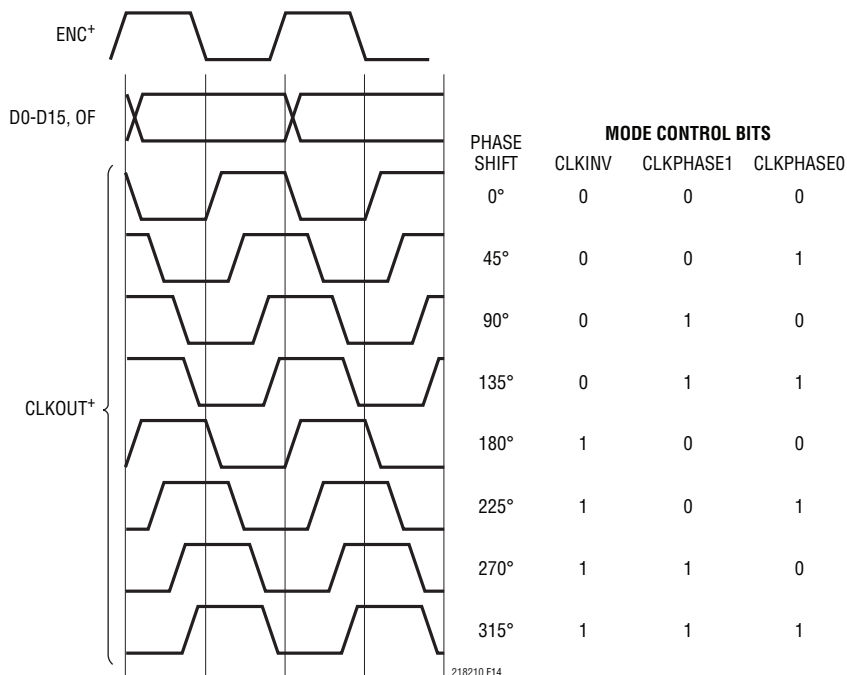 ENC+
D0-D15, OF
CLKOUT+
PHASE SHIFT
MODE CONTROL BITS
CLKINV CLKPHASE1 CLKPHASE0
0° 0 0 0
45° 0 0 1
90° 0 1 0
135° 0 1 1
180° 1 0 0
225° 1 0 1
270° 1 1 0
315° 1 1 1
218210 F14